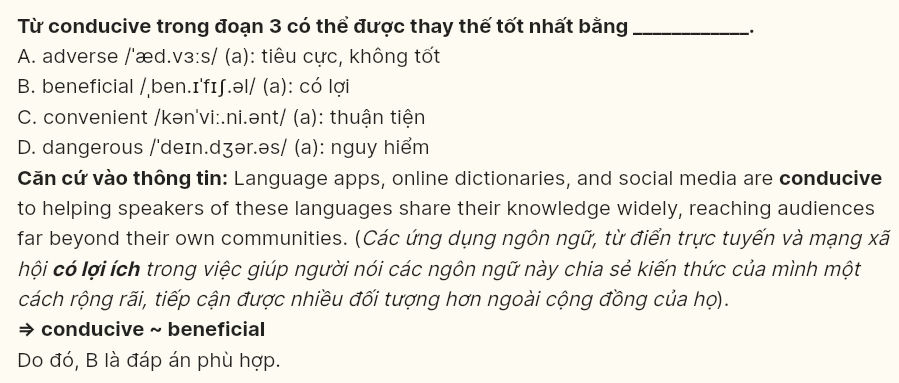 Từ conducive trong đoạn 3 có thể được thay thế tốt nhất bằng ____________.
A. adverse /ˈæd.vɜːs/ (a): tiêu cực, không tốt
B. beneficial /ˌben.ɪˈfɪʃ.əl/ (a): có lợi
C. convenient /kənˈviː.ni.ənt/ (a): thuận tiện
D. dangerous /ˈdeɪn.dʒər.əs/ (a): nguy hiểm
Căn cứ vào thông tin: Language apps, online dictionaries, and social media are conducive
to helping speakers of these languages share their knowledge widely, reaching audiences
far beyond their own communities. (Các ứng dụng ngôn ngữ, từ điển trực tuyến và mạng xã
hội có lợi ích trong việc giúp người nói các ngôn ngữ này chia sẻ kiến thức của mình một
cách rộng rãi, tiếp cận được nhiều đối tượng hơn ngoài cộng đồng của họ).
⇒ conducive ~ beneficial
Do đó, B là đáp án phù hợp.